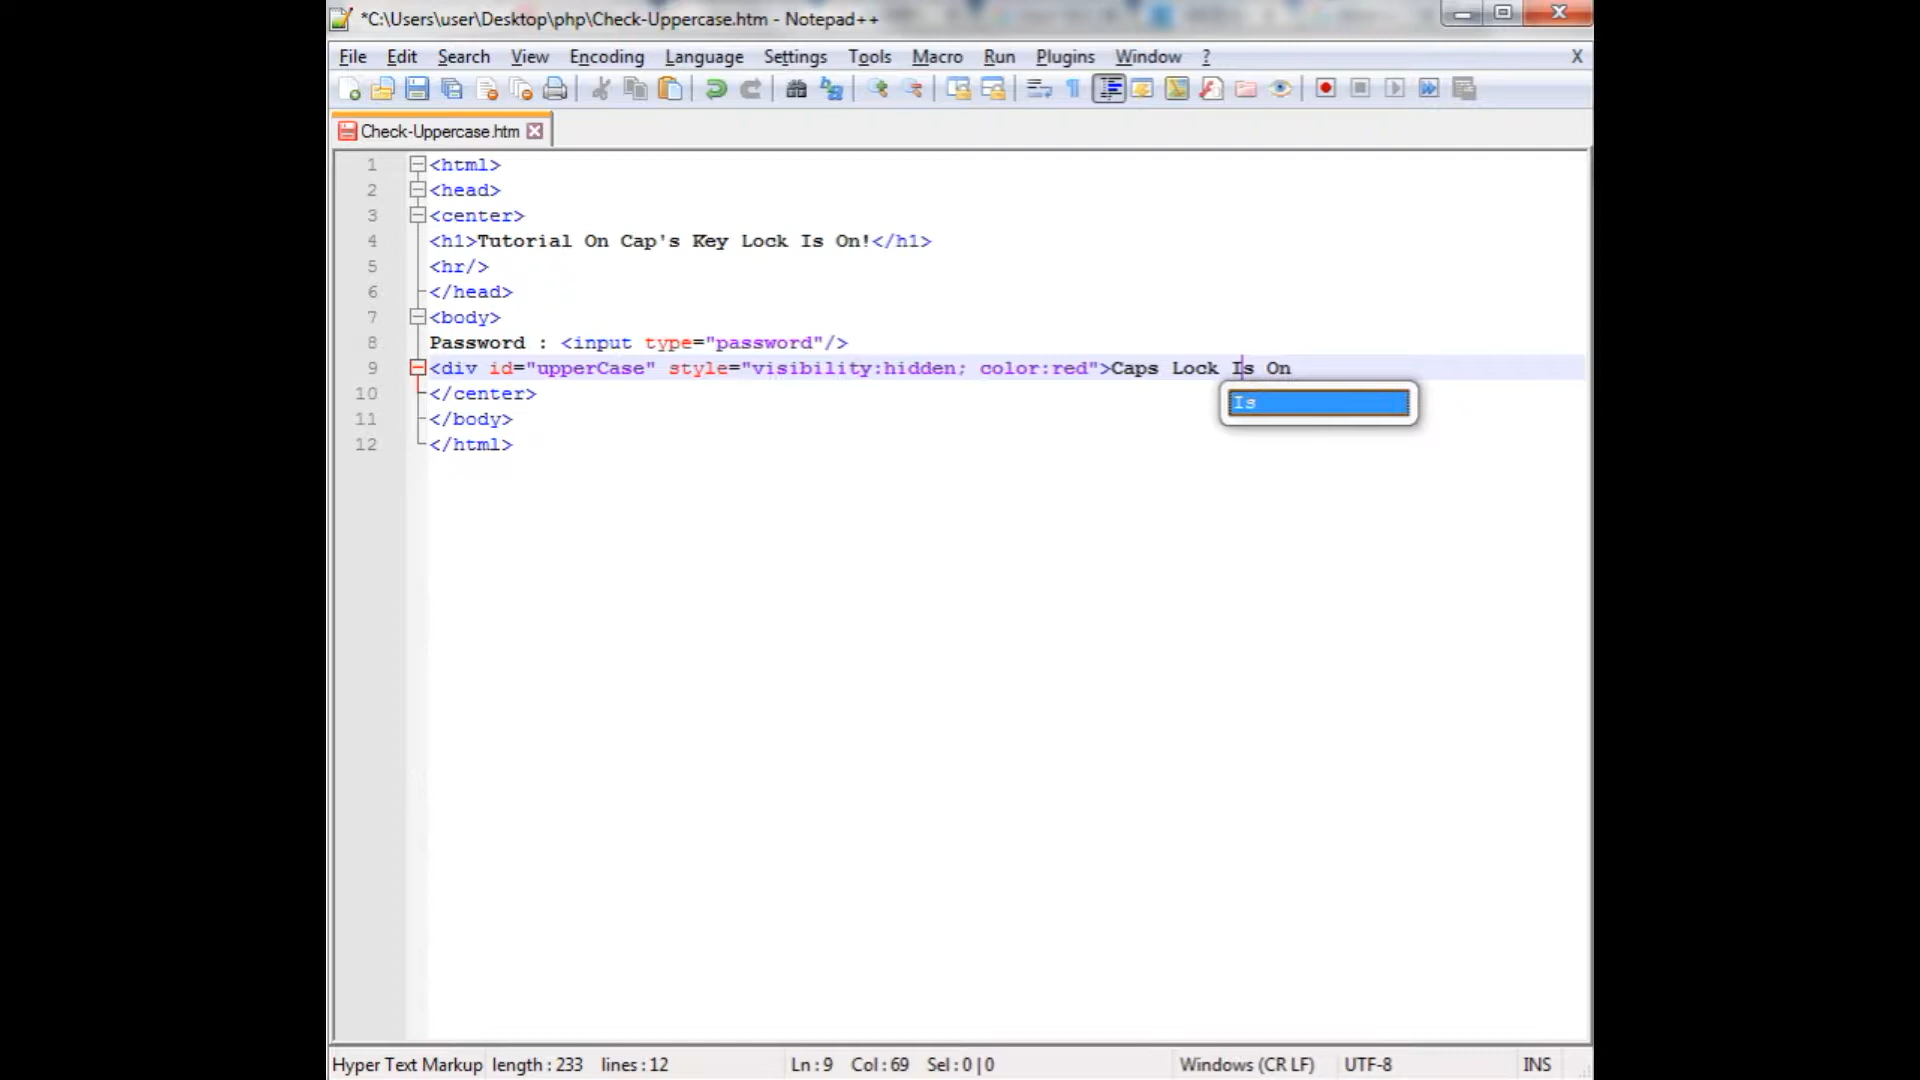 *C:\Users\user\Desktop\php\Check-Uppercase.htm - Notepad++
File Edit Search View Encoding Language Settings Tools Macro Run Plugins Window ? X
Check-Uppercase.htm
1 <html>
2 <head>
3 <center>
4 <h1>Tutorial On Cap's Key Lock Is On!</h1>
5 <hr/>
6 </head>
7 <body>
8 Password : <input type="password"/>
9 <div id="upperCase" style="visibility:hidden; color:red">Caps Lock Is On
Is
10 </center>
11 </body>
12 </html>
Hyper Text Markup length : 233 lines : 12 Ln : 9 Col : 69 Sel : 0 | 0 Windows (CR LF) UTF-8 INS